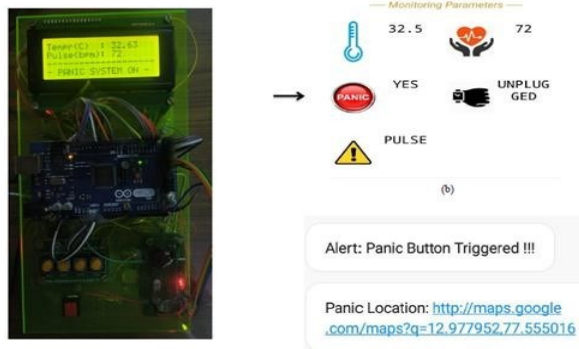 Tempr(C) : 32.63
Pulse(bpm): 72
- PANIC SYSTEM ON -
Monitoring Parameters
32.5
72
PANIC
YES
UNPLUG
GED
PULSE
(b)
Alert: Panic Button Triggered !!!
Panic Location: http://maps.google
.com/maps?q=12.977952,77.555016